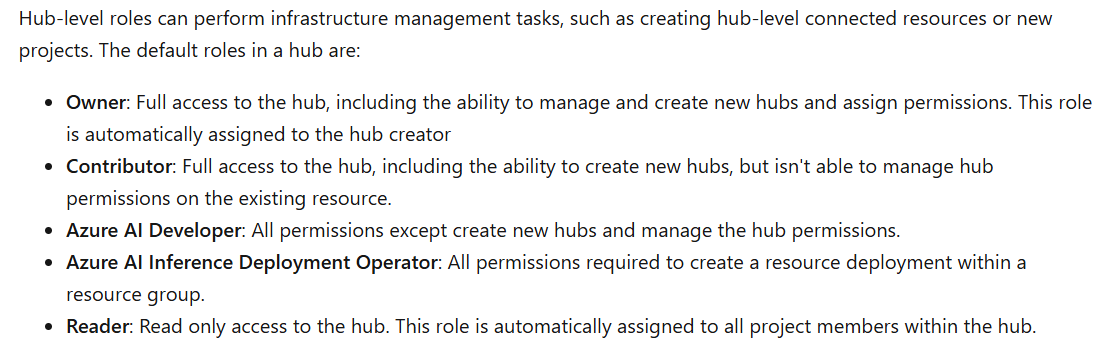 Hub-level roles can perform infrastructure management tasks, such as creating hub-level connected resources or new
projects. The default roles in a hub are:
• Owner: Full access to the hub, including the ability to manage and create new hubs and assign permissions. This role
is automatically assigned to the hub creator
• Contributor: Full access to the hub, including the ability to create new hubs, but isn't able to manage hub
permissions on the existing resource.
• Azure AI Developer: All permissions except create new hubs and manage the hub permissions.
• Azure AI Inference Deployment Operator: All permissions required to create a resource deployment within a
resource group.
• Reader: Read only access to the hub. This role is automatically assigned to all project members within the hub.